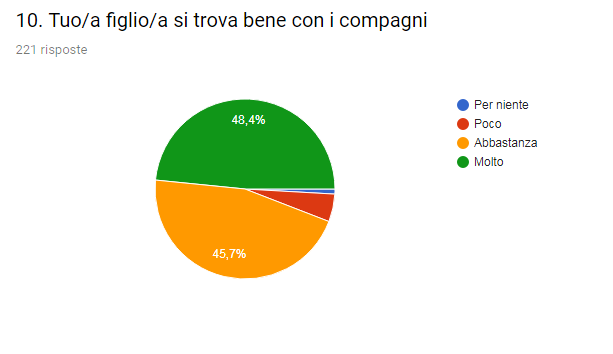 10. Tuo/a figlio/a si trova bene con i compagni
221 risposte
48,4%
45,7%
Per niente
Poco
Abbastanza
Molto